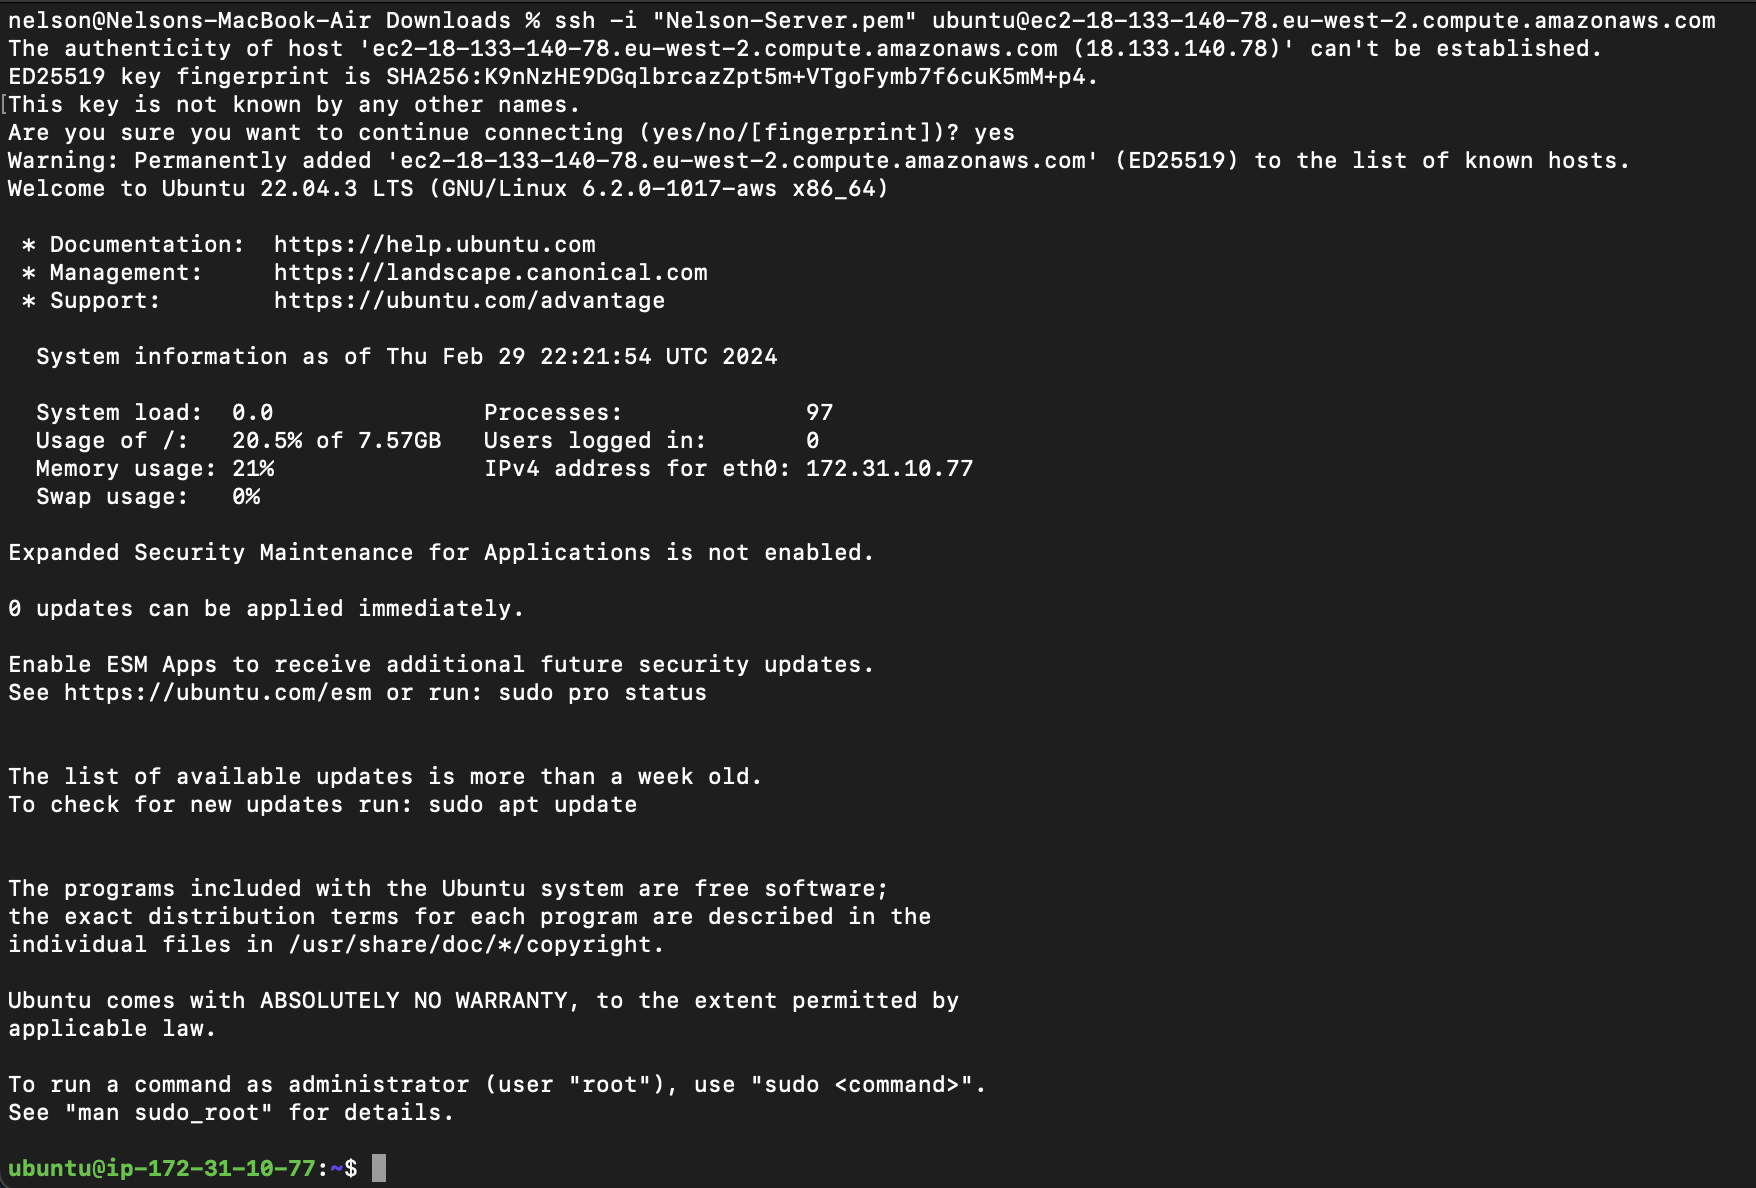 nelson@Nelsons-MacBook-Air Downloads % ssh -i "Nelson-Server.pem" ubuntu@ec2-18-133-140-78.eu-west-2.compute.amazonaws.com
The authenticity of host 'ec2-18-133-140-78.eu-west-2.compute.amazonaws.com (18.133.140.78)' can't be established.
ED25519 key fingerprint is SHA256:K9nNzHE9DGqlbrcazZpt5m+VTgoFymb7f6cuK5mM+p4.
[This key is not known by any other names.
Are you sure you want to continue connecting (yes/no/[fingerprint])? yes
Warning: Permanently added 'ec2-18-133-140-78.eu-west-2.compute.amazonaws.com' (ED25519) to the list of known hosts.
Welcome to Ubuntu 22.04.3 LTS (GNU/Linux 6.2.0-1017-aws x86_64)

 * Documentation:  https://help.ubuntu.com
 * Management:     https://landscape.canonical.com
 * Support:        https://ubuntu.com/advantage

  System information as of Thu Feb 29 22:21:54 UTC 2024

  System load:  0.0               Processes:             97
  Usage of /:   20.5% of 7.57GB   Users logged in:       0
  Memory usage: 21%               IPv4 address for eth0: 172.31.10.77
  Swap usage:   0%

Expanded Security Maintenance for Applications is not enabled.

0 updates can be applied immediately.

Enable ESM Apps to receive additional future security updates.
See https://ubuntu.com/esm or run: sudo pro status

The list of available updates is more than a week old.
To check for new updates run: sudo apt update

The programs included with the Ubuntu system are free software;
the exact distribution terms for each program are described in the
individual files in /usr/share/doc/*/copyright.

Ubuntu comes with ABSOLUTELY NO WARRANTY, to the extent permitted by
applicable law.

To run a command as administrator (user "root"), use "sudo <command>".
See "man sudo_root" for details.

ubuntu@ip-172-31-10-77:~$